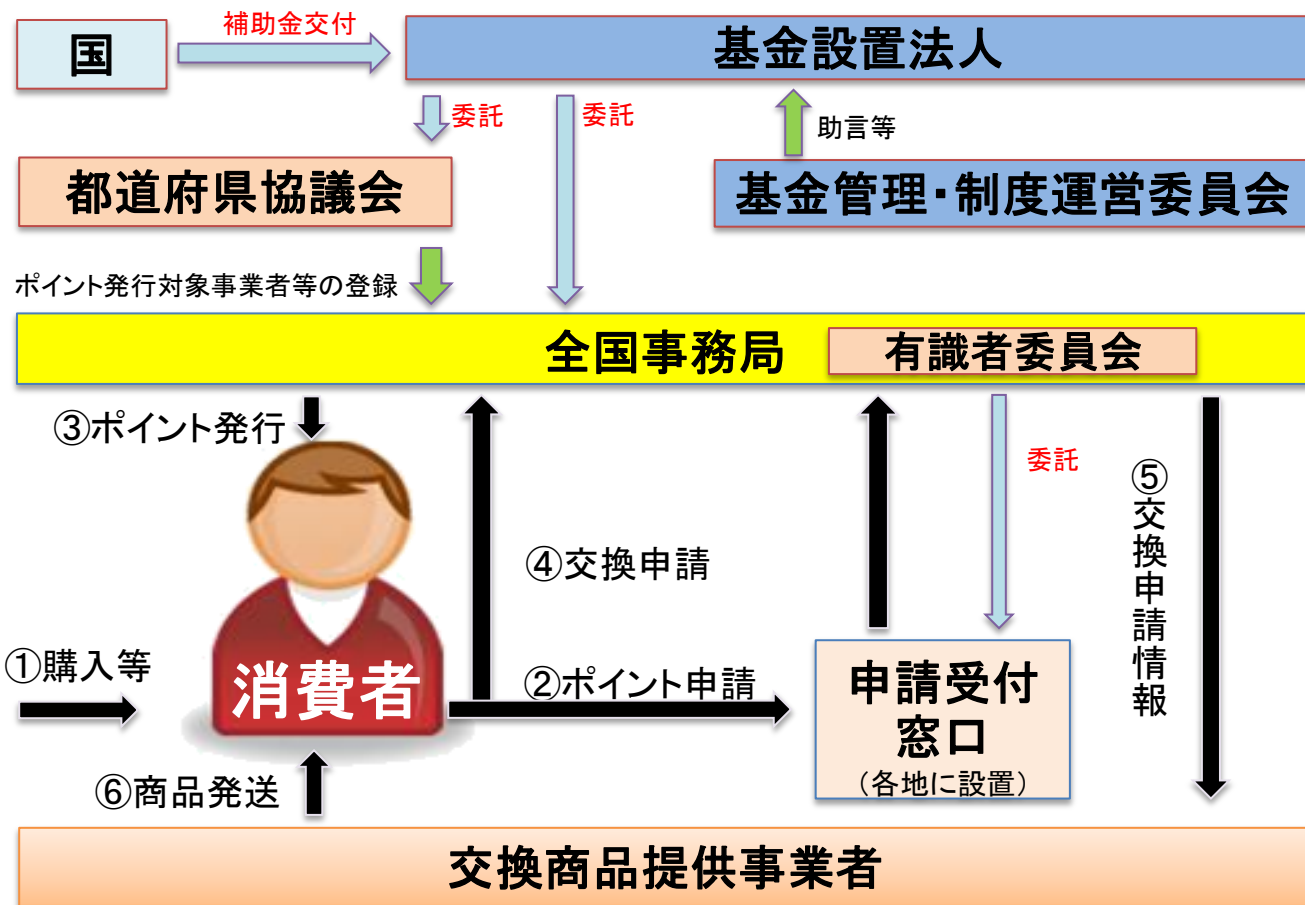 国
補助金交付
基金設置法人
委託
委託
助言等
都道府県協議会
基金管理・制度運営委員会
ポイント発行対象事業者等の登録
全国事務局
有識者委員会
③ポイント発行
委託
⑤交換申請情報
④交換申請
①購入等
消費者
②ポイント申請
申請受付
窓口
（各地に設置）
⑥商品発送
交換商品提供事業者